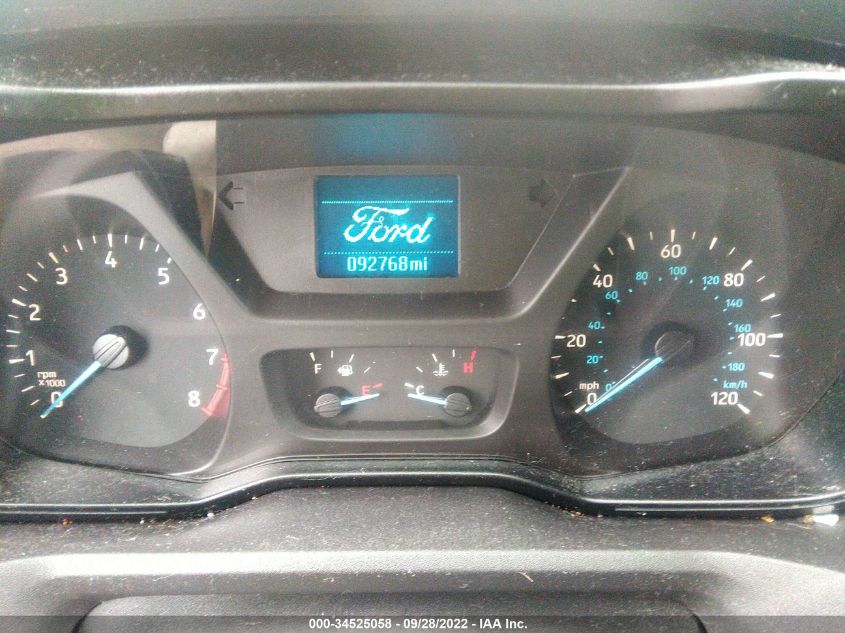 Ford
092768mi
0 1 2 3 4 5 6 7 8
rpm
x1000
F
E
H
C
0 20 40 60 80 100 120
mph
0 20 40 60 80 100 120 140 160 180
km/h
000-34525058 - 09/28/2022 - IAA Inc.